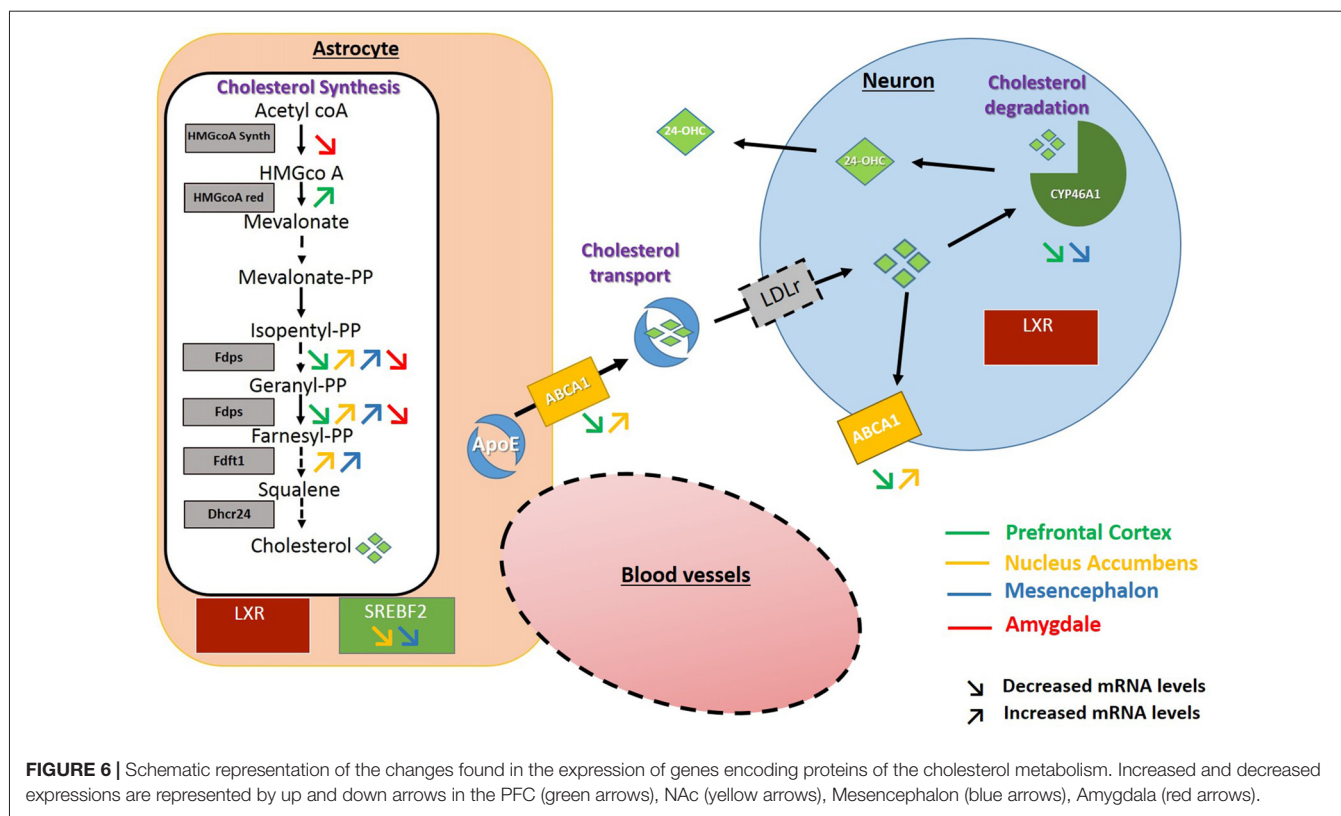 Astrocyte
Cholesterol Synthesis
Acetyl coA
HMGcoA Synth
HMGco A
HMGcoA red
Mevalonate
Mevalonate-PP
Isopentyl-PP
Fdps
Geranyl-PP
Fdps
Farnesyl-PP
Fdft1
Squalene
Dhcr24
Cholesterol
LXR
SREBF2
ApoE
ABCA1
Cholesterol
transport
LDLr
Neuron
Cholesterol
degradation
24-OHC
24-OHC
CYP46A1
LXR
ABCA1
Blood vessels
Prefrontal Cortex
Nucleus Accumbens
Mesencephalon
Amygdale
Decreased mRNA levels
Increased mRNA levels
FIGURE 6 | Schematic representation of the changes found in the expression of genes encoding proteins of the cholesterol metabolism. Increased and decreased
expressions are represented by up and down arrows in the PFC (green arrows), NAc (yellow arrows), Mesencephalon (blue arrows), Amygdala (red arrows).